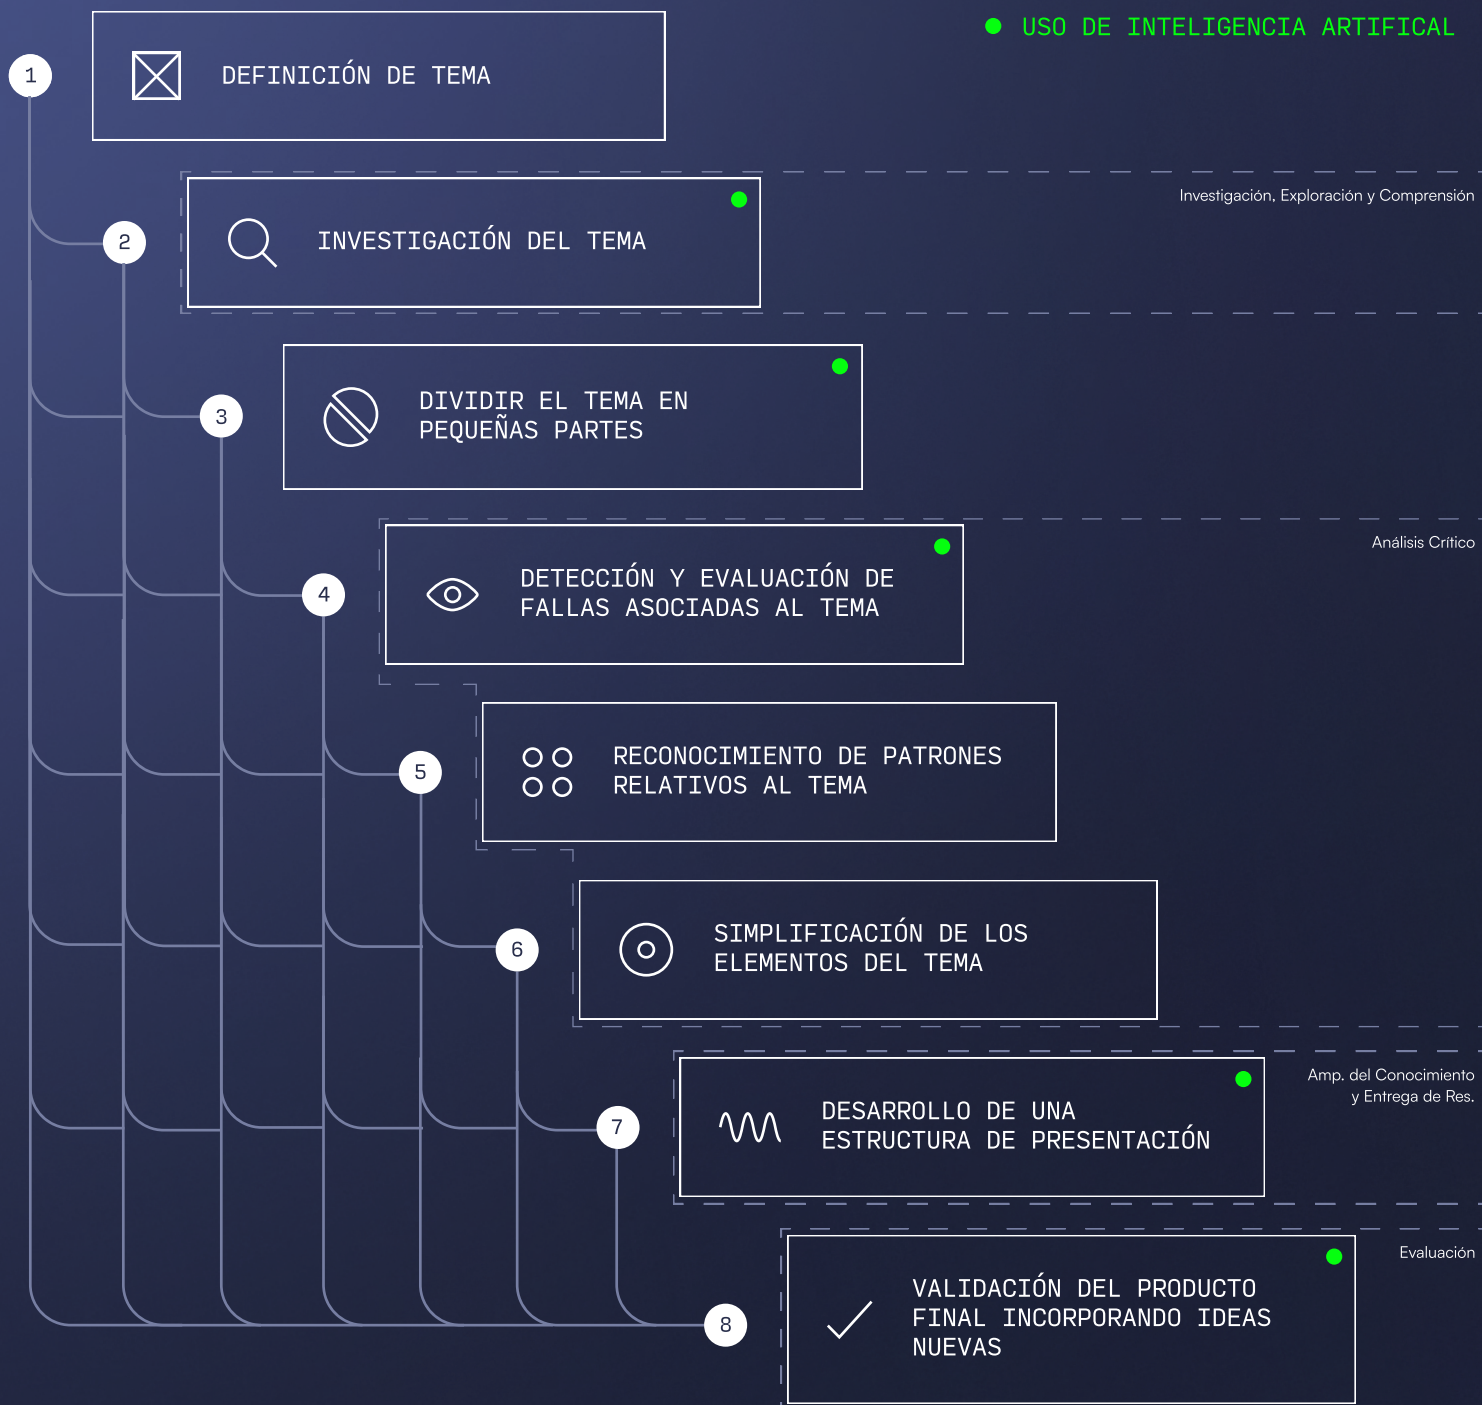 USO DE INTELIGENCIA ARTIFICAL
1
DEFINICIÓN DE TEMA
Investigación, Exploración y Comprensión
2
INVESTIGACIÓN DEL TEMA
3
DIVIDIR EL TEMA EN
PEQUEÑAS PARTES
Análisis Crítico
4
DETECCIÓN Y EVALUACIÓN DE
FALLAS ASOCIADAS AL TEMA
5
RECONOCIMIENTO DE PATRONES
RELATIVOS AL TEMA
6
SIMPLIFICACIÓN DE LOS
ELEMENTOS DEL TEMA
Amp. del Conocimiento
y Entrega de Res.
7
DESARROLLO DE UNA
ESTRUCTURA DE PRESENTACIÓN
Evaluación
8
VALIDACIÓN DEL PRODUCTO
FINAL INCORPORANDO IDEAS
NUEVAS